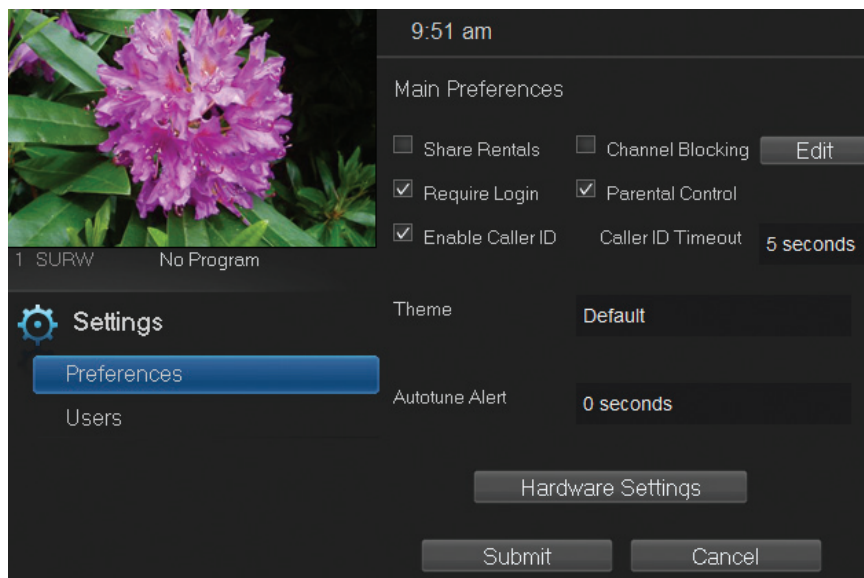 9:51 am
Main Preferences
Share Rentals
Channel Blocking
Edit
Require Login
Parental Control
Enable Caller ID
Caller ID Timeout
5 seconds
1 SURW No Program
Settings
Preferences
Users
Theme
Default
Autotune Alert
0 seconds
Hardware Settings
Submit
Cancel